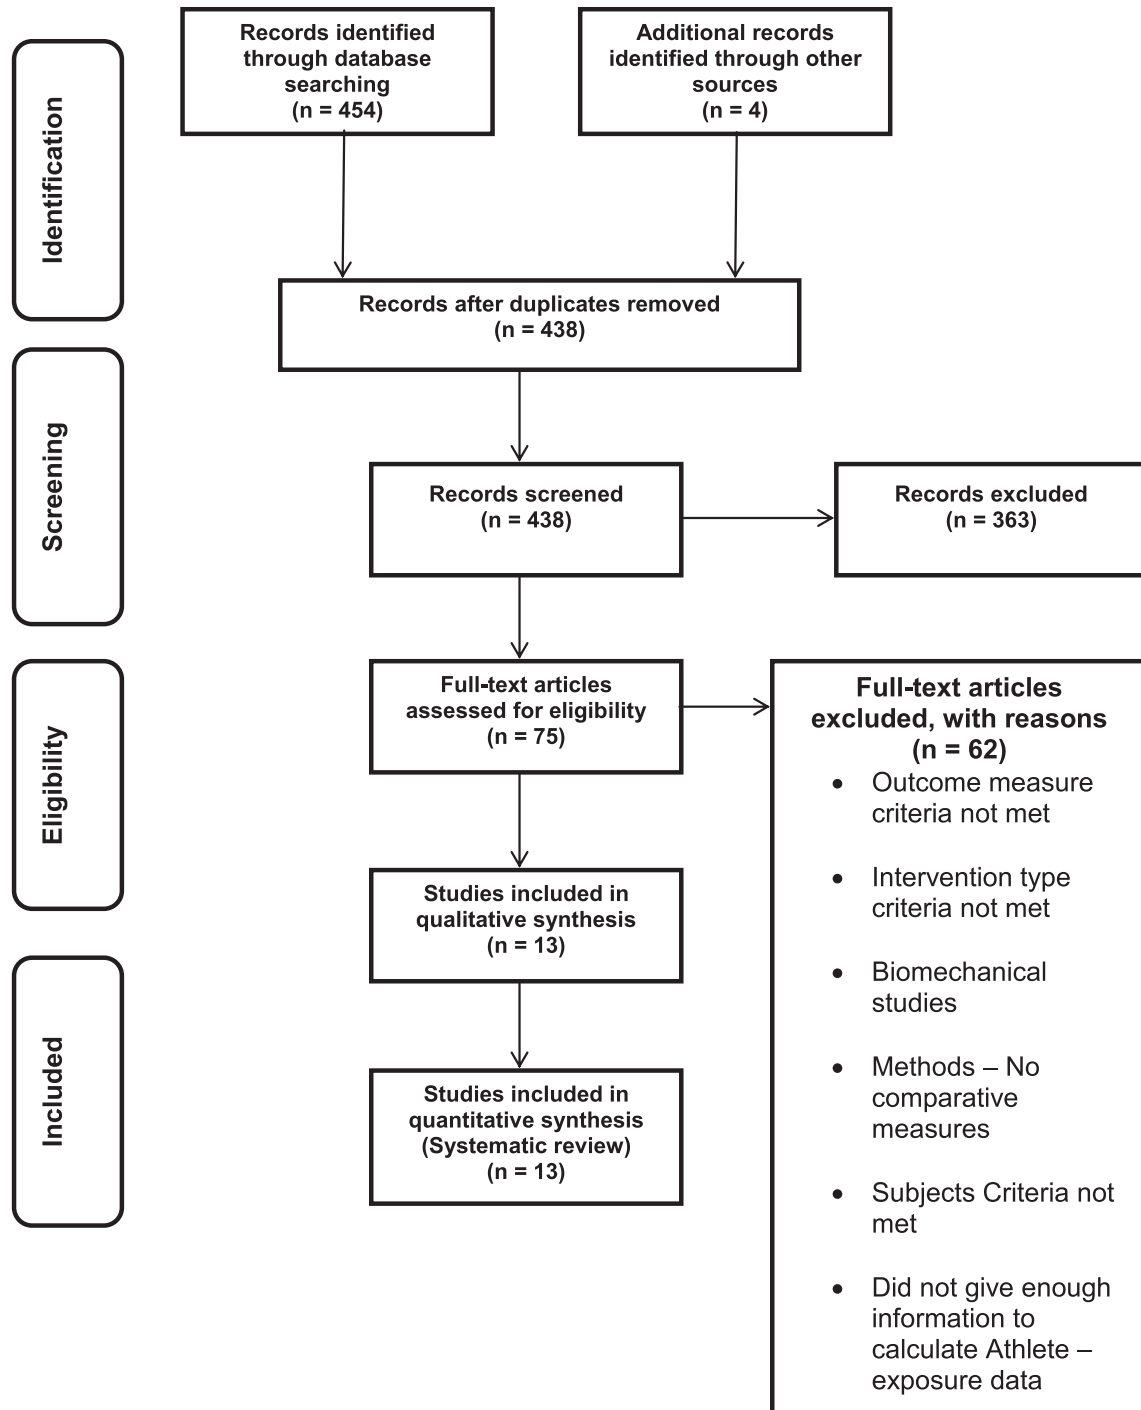 Identification
Records identified
through database
searching
(n = 454)
Additional records
identified through other
sources
(n = 4)
Records after duplicates removed
(n = 438)
Screening
Records screened
(n = 438)
Records excluded
(n = 363)
Eligibility
Full-text articles
assessed for eligibility
(n = 75)
Full-text articles
excluded, with reasons
(n = 62)
• Outcome measure
criteria not met
• Intervention type
criteria not met
• Biomechanical
studies
• Methods – No
comparative
measures
• Subjects Criteria not
met
• Did not give enough
information to
calculate Athlete –
exposure data
Studies included in
qualitative synthesis
(n = 13)
Included
Studies included in
quantitative synthesis
(Systematic review)
(n = 13)